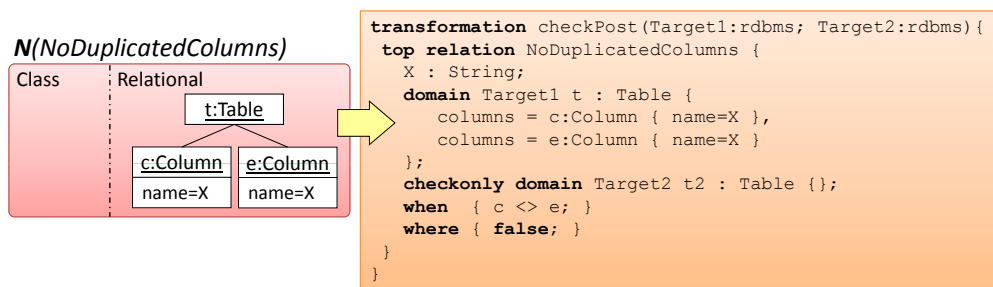 N(NoDuplicatedColumns)
Class
Relational
t:Table
c:Column
name=X
e:Column
name=X
transformation checkPost(Target1:rdbms; Target2:rdbms){
top relation NoDuplicatedColumns {
X : String;
domain Target1 t : Table {
columns = c:Column { name=X },
columns = e:Column { name=X }
};
checkonly domain Target2 t2 : Table {};
when { c <> e; }
where { false; }
}
}